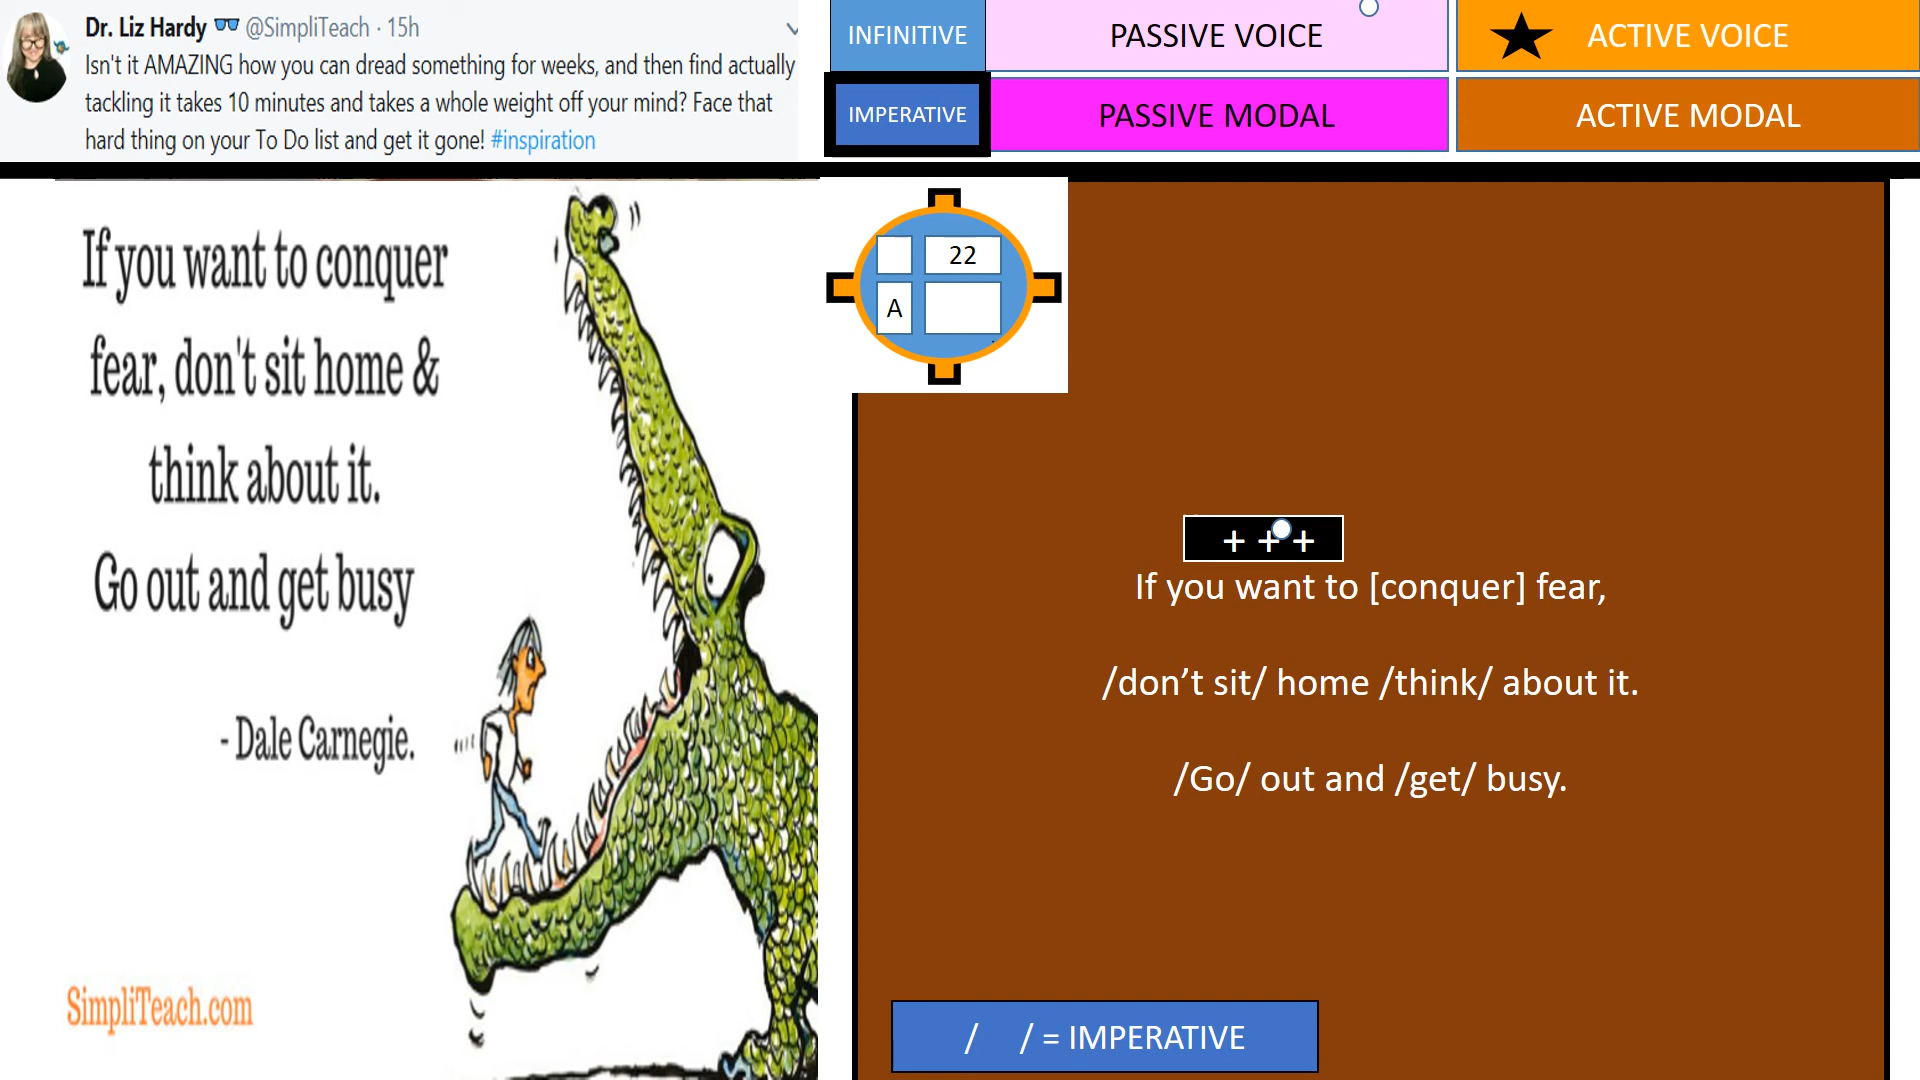 Dr. Liz Hardy @SimpliTeach · 15h
Isn't it AMAZING how you can dread something for weeks, and then find actually
tackling it takes 10 minutes and takes a whole weight off your mind? Face that
hard thing on your To Do list and get it gone! #inspiration
INFINITIVE
PASSIVE VOICE
ACTIVE VOICE
IMPERATIVE
PASSIVE MODAL
ACTIVE MODAL
If you want to conquer
fear, don't sit home &
think about it.
Go out and get busy
- Dale Carnegie.
SimpliTeach.com
22
A
+ + +
If you want to [conquer] fear,
/don’t sit/ home /think/ about it.
/Go/ out and /get/ busy.
/ / = IMPERATIVE